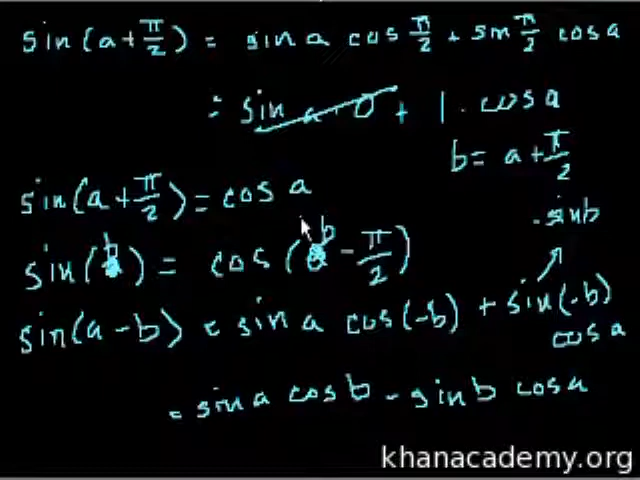 sin(a+π/2) = sin a cos π/2 + sin π/2 cos a
= sin a · 0 + 1 · cos a
b = a + π/2
sin(a+π/2) = cos a
sin(b) = cos(b - π/2)
-sin b
sin(a-b) = sin a cos(-b) + sin(-b) cos a
= sin a cos b - sin b cos a
khanacademy.org